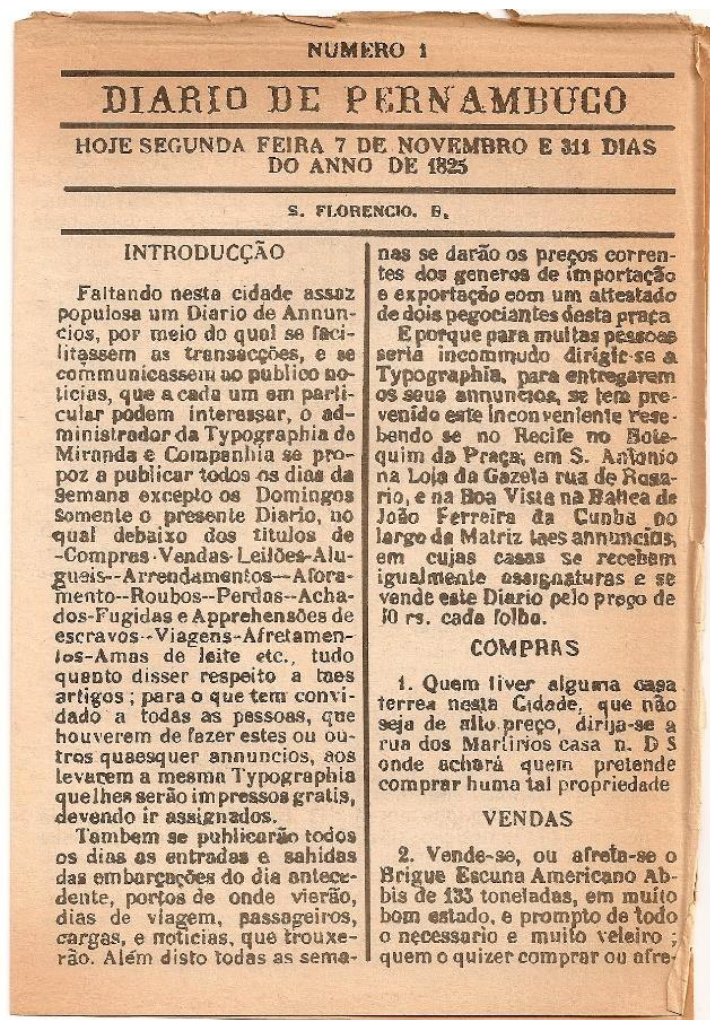 NUMERO 1
DIARIO DE PERNAMBUCO
HOJE SEGUNDA FEIRA 7 DE NOVEMBRO E 311 DIAS
DO ANNO DE 1825
S. FLORENCIO. B.
INTRODUCÇÃO
Faltando nesta cidade assaz
populosa um Diario de Annun-
cios, por meio do qual se faci-
litassem as transacções, e se
communicassem ao publico no-
ticias, que a cada um em parti-
cular podem interessar, o ad-
ministrador da Typographia de
Miranda e Companhia se pro-
poz a publicar todos os dias da
Semana excepto os Domingos
somente o presente Diario, no
qual debaixo dos titulos de
-Compras-Vendas-Leilões-Alu-
gueis--Arrendamentos--Afora-
mento--Roubos--Perdas--Acha-
dos-Fugidas e Apprehensões de
escravos--Viagens-Afretamen-
tos-Amas de leite etc., tudo
quanto disser respeito a taes
artigos ; para o que tem convi-
dado a todas as pessoas, que
houverem de fazer estes ou ou-
tros quaesquer annuncios, aos
levarem a mesma Typographia
que lhes serão impressos gratis,
devendo ir assignados.
Tambem se publicarão todos
os dias as entradas e sahidas
das embarcações do dia antece-
dente, portos de onde vierão,
dias de viagem, passageiros,
cargas, e noticias, que trouxe-
rão. Além disto todas as sema-
nas se darão os preços corren-
tes dos generos de importação
e exportação com um attestado
de dois pegociantes desta praça
E porque para muitas pessoas
seria incommudo dirigir-se a
Typographia, para entregarem
os seus annuncios, se tem pre-
venido este inconveniente rese-
bendo se no Recife no Bote-
quim da Praça; em S. Antonio
na Loja da Gazeta rua de Rosa-
rio, e na Boa Vista na Botica de
João Ferreira da Cunha no
largo da Matriz taes annuncios,
em cujas casas se recebem
igualmente assignaturas e se
vende este Diario pelo preço de
10 rs. cada folha.
COMPRAS
1. Quem tiver alguma casa
terrea nesta Cidade, que não
seja de alto preço, dirija-se a
rua dos Martirios casa n. D S
onde achará quem pretende
comprar huma tal propriedade
VENDAS
2. Vende-se, ou afreta-se o
Brigue Escuna Americano Ab-
bis de 133 toneladas, em muito
bom estado, e prompto de todo
o necessario e muito veleiro ;
quem o quizer comprar ou afre-